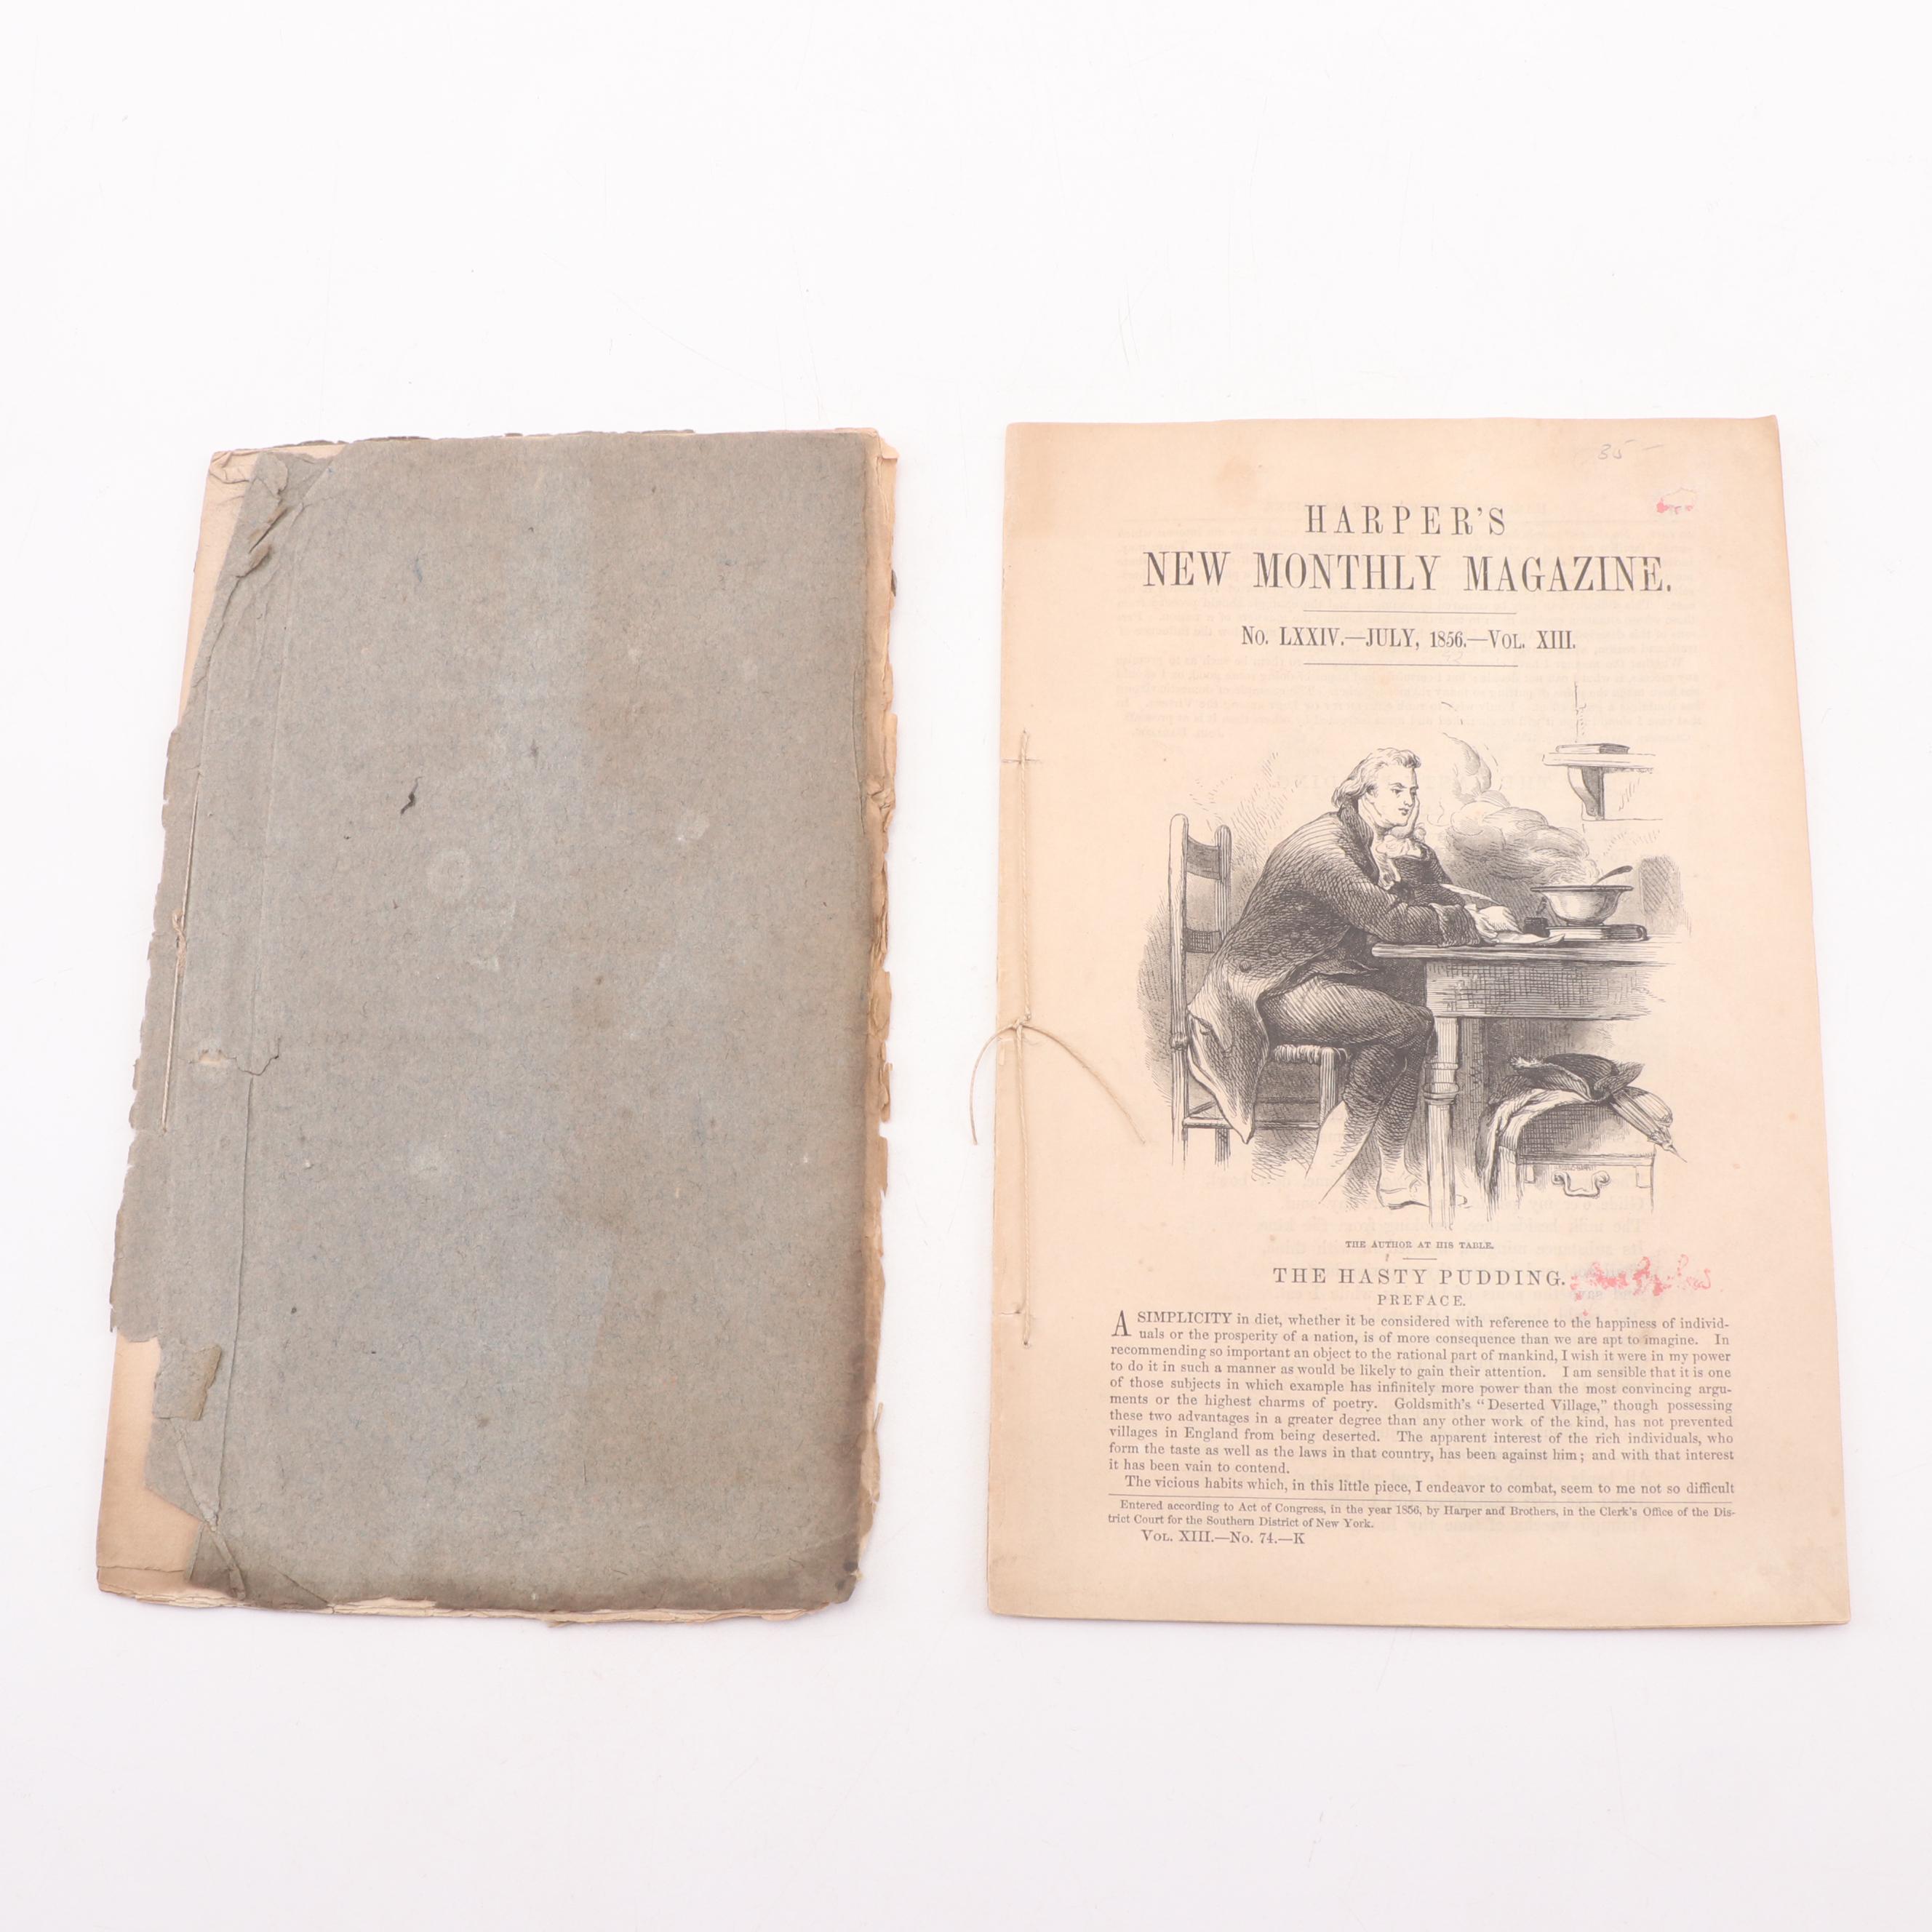 35 –
HARPER'S
NEW MONTHLY MAGAZINE.
No. LXXIV.—JULY, 1856.—Vol. XIII.
THE AUTHOR AT HIS TABLE.
THE HASTY PUDDING.
PREFACE.
A SIMPLICITY in diet, whether it be considered with reference to the happiness of individ-
uals or the prosperity of a nation, is of more consequence than we are apt to imagine. In
recommending so important an object to the rational part of mankind, I wish it were in my power
to do it in such a manner as would be likely to gain their attention. I am sensible that it is one
of those subjects in which example has infinitely more power than the most convincing argu-
ments or the highest charms of poetry. Goldsmith's "Deserted Village," though possessing
these two advantages in a greater degree than any other work of the kind, has not prevented
villages in England from being deserted. The apparent interest of the rich individuals, who
form the taste as well as the laws in that country, has been against him; and with that interest
it has been vain to contend.
The vicious habits which, in this little piece, I endeavor to combat, seem to me not so difficult
Entered according to Act of Congress, in the year 1856, by Harper and Brothers, in the Clerk's Office of the Dis-
trict Court for the Southern District of New York.
Vol. XIII.—No. 74.—K